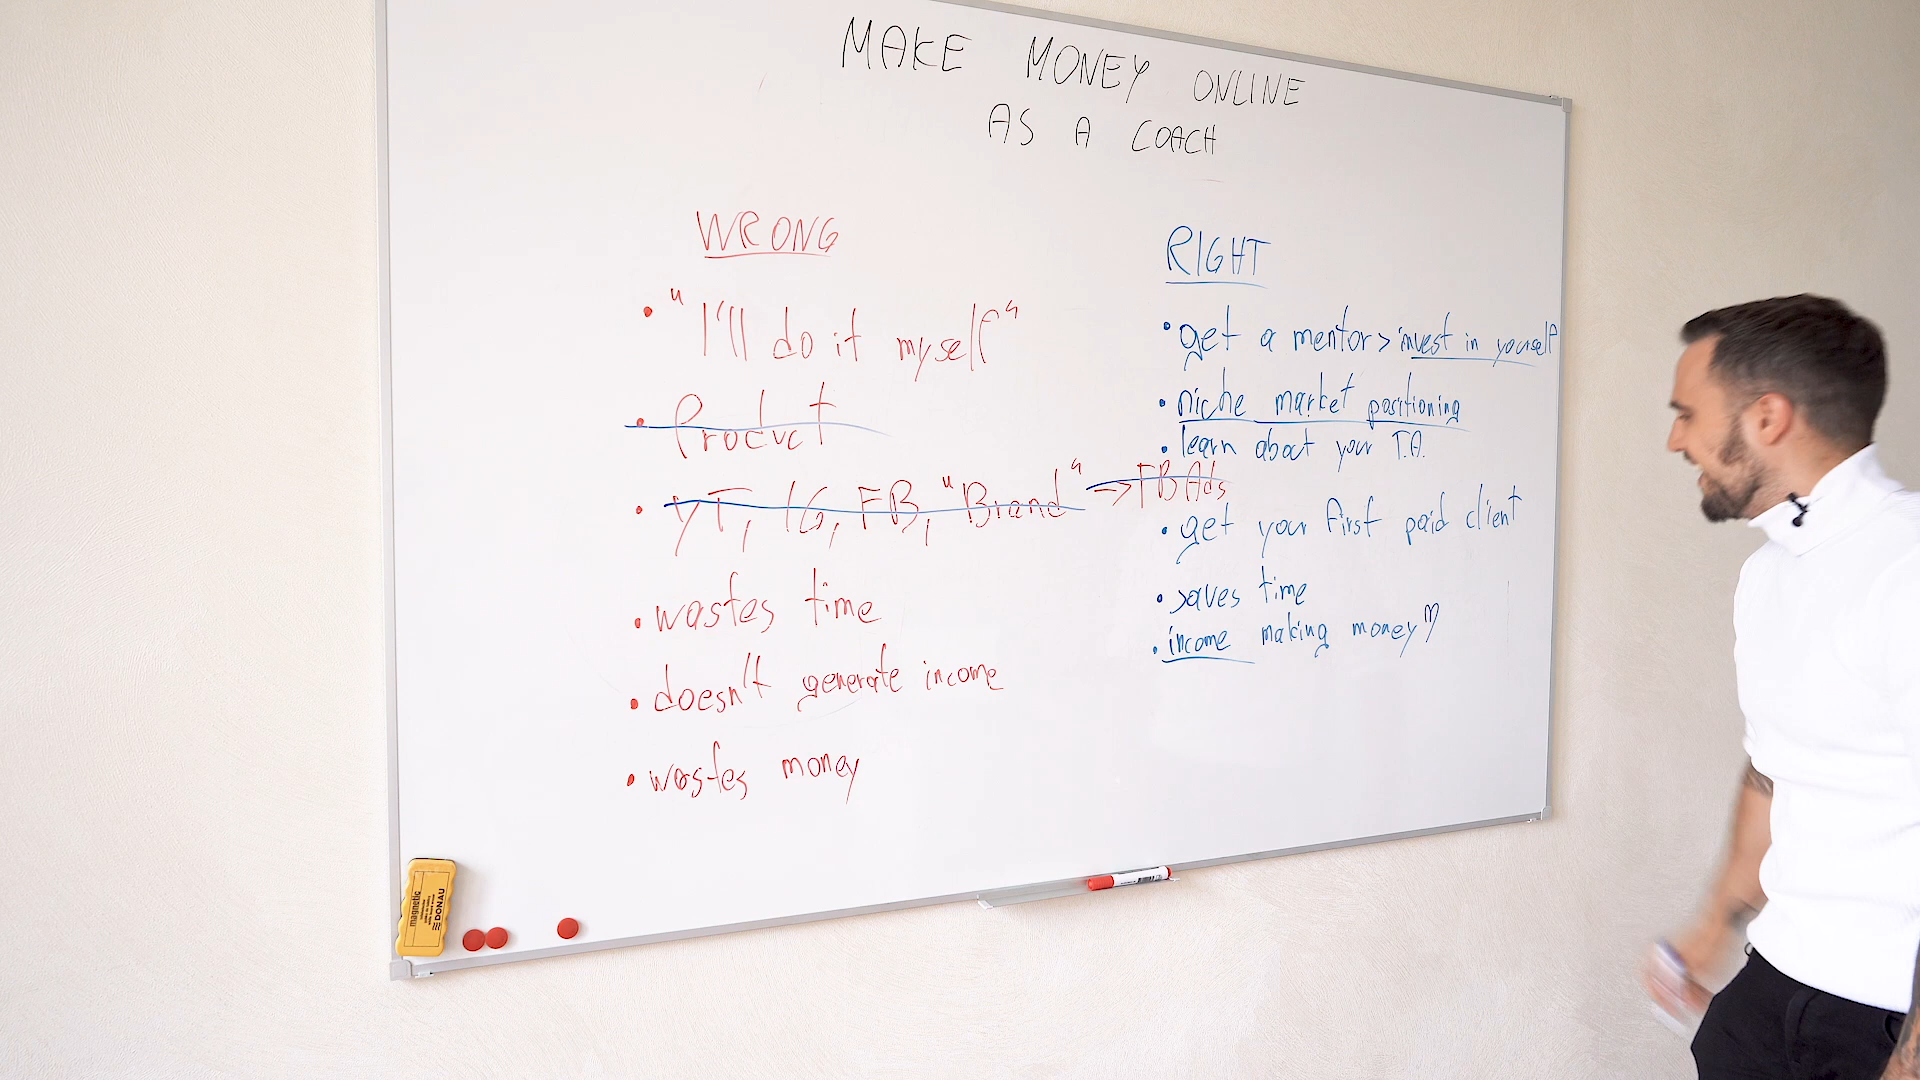 MAKE MONEY ONLINE
AS A COACH
WRONG
• "I'll do it myself"
• Product
• YT, IG, FB, "Brand" => FB Ads
• wastes time
• doesn't generate income
• wastes money
RIGHT
• get a mentor > invest in yourself
• niche market positioning
• learn about your T.A.
• get your first paid client
• saves time
• income making money
magnetic
DONAU